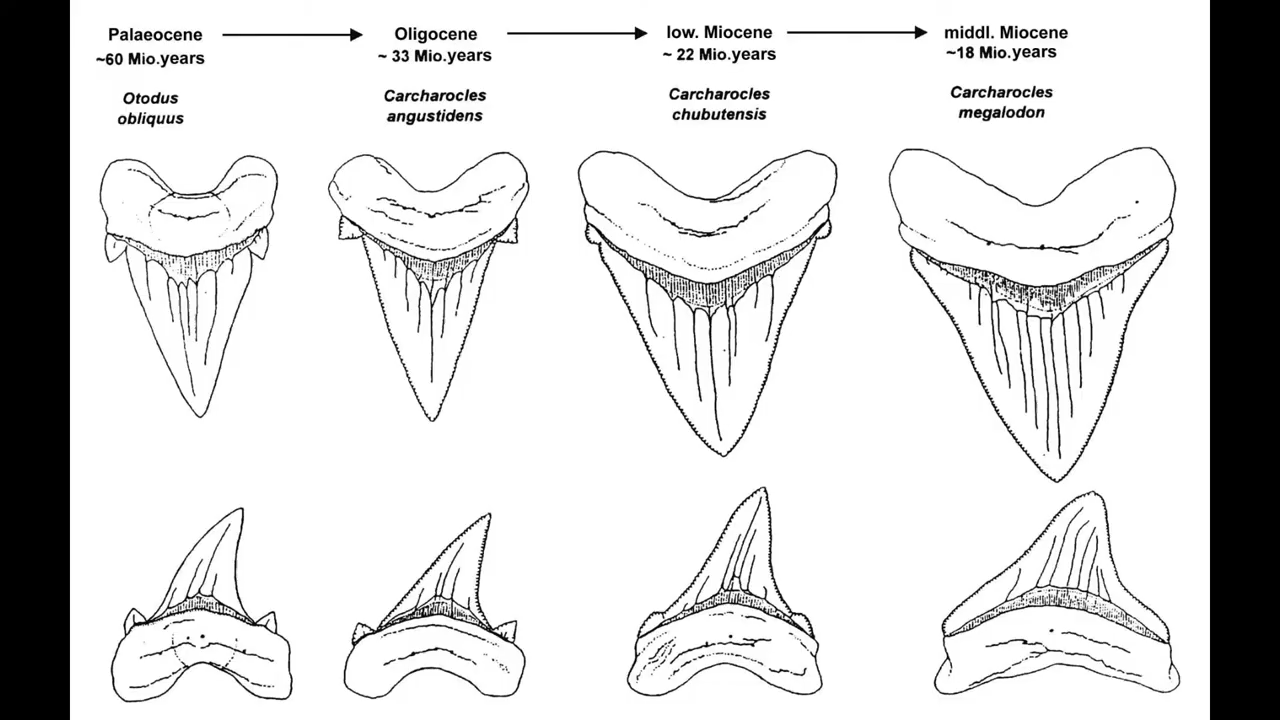 Palaeocene
~60 Mio.years
Otodus
obliquus
Oligocene
~ 33 Mio.years
Carcharocles
angustidens
low. Miocene
~ 22 Mio.years
Carcharocles
chubutensis
middl. Miocene
~18 Mio.years
Carcharocles
megalodon